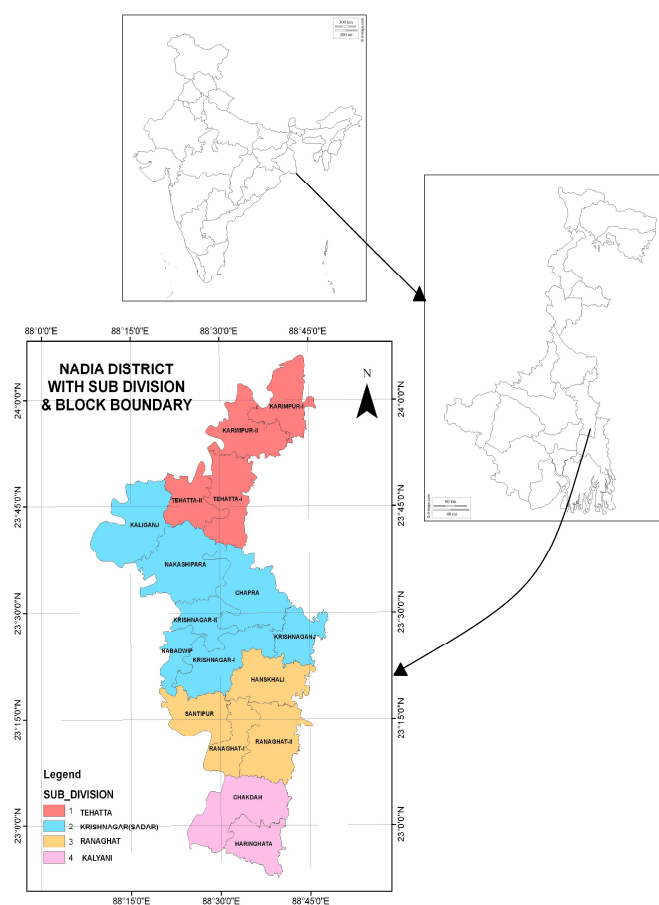 300 km
200 mi
© d-maps.com
60 km
40 mi
© d-maps.com
88°0'0"E
88°15'0"E
88°30'0"E
88°45'0"E
NADIA DISTRICT
WITH SUB DIVISION
& BLOCK BOUNDARY
N
24°0'0"N
24°0'0"N
KARIMPUR-I
KARIMPUR-II
TEHATTA-II
TEHATTA-I
23°45'0"N
23°45'0"N
KALIGANJ
NAKASHIPARA
CHAPRA
23°30'0"N
23°30'0"N
KRISHNAGAR-II
KRISHNAGANJ
NABADWIP
KRISHNAGAR-I
HANSKHALI
23°15'0"N
23°15'0"N
SANTIPUR
RANAGHAT-I
RANAGHAT-II
CHAKDAH
HARINGHATA
23°0'0"N
23°0'0"N
Legend
SUB_DIVISION
1 TEHATTA
2 KRISHNAGAR(SADAR)
3 RANAGHAT
4 KALYANI
88°15'0"E
88°30'0"E
88°45'0"E